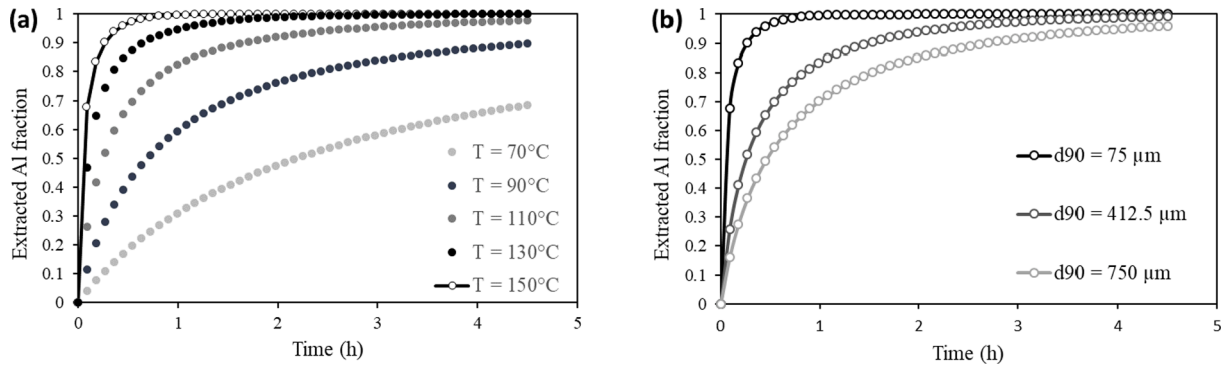 (a)
1
0.9
0.8
0.7
0.6
0.5
0.4
0.3
0.2
0.1
0
Extracted Al fraction
T = 70°C
T = 90°C
T = 110°C
T = 130°C
T = 150°C
0 1 2 3 4 5
Time (h)
(b)
1
0.9
0.8
0.7
0.6
0.5
0.4
0.3
0.2
0.1
0
Extracted Al fraction
d90 = 75 µm
d90 = 412.5 µm
d90 = 750 µm
0 1 2 3 4 5
Time (h)